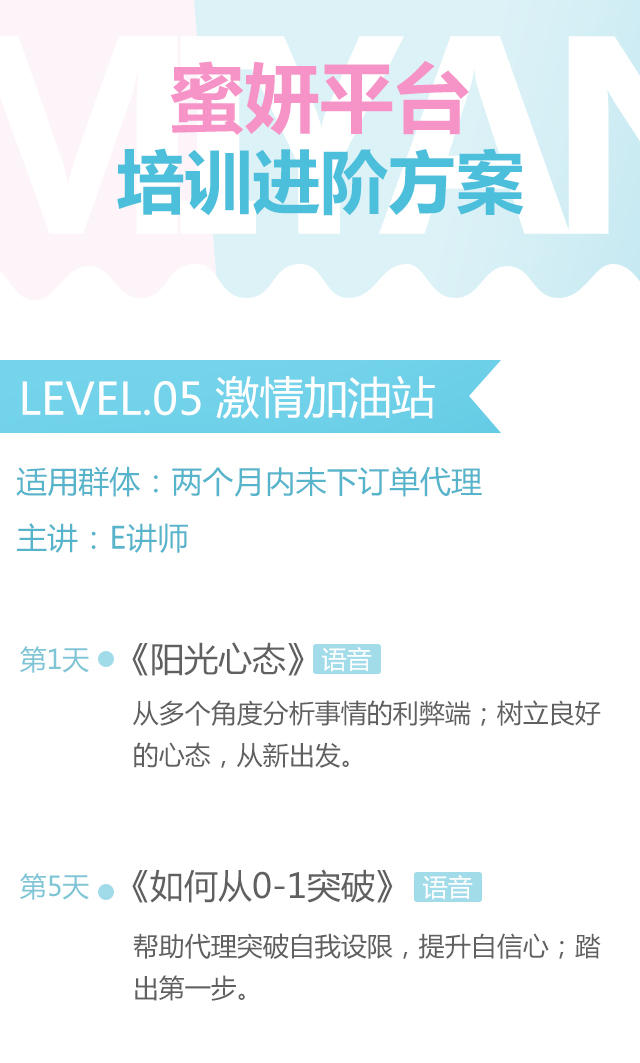 MIYAN
蜜妍平台
培训进阶方案
LEVEL.05 激情加油站
适用群体：两个月内未下订单代理
主讲：E讲师
第1天
《阳光心态》 语音
从多个角度分析事情的利弊端；树立良好
的心态，从新出发。
第5天
《如何从0-1突破》 语音
帮助代理突破自我设限，提升自信心；踏
出第一步。